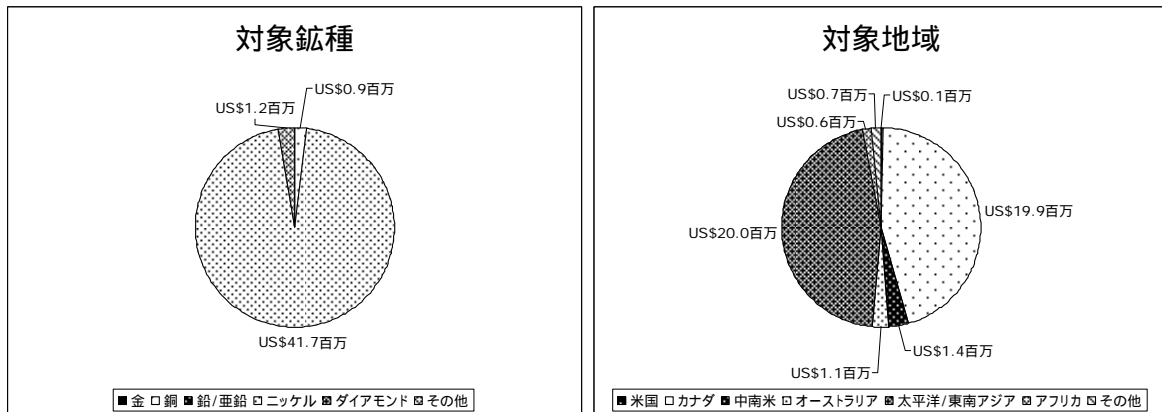 対象鉱種
US$0.9百万
US$1.2百万
US$41.7百万
■金 □銅 ■鉛/亜鉛 □ニッケル ■ダイアモンド □その他
対象地域
US$0.7百万
US$0.1百万
US$0.6百万
US$19.9百万
US$20.0百万
US$1.4百万
US$1.1百万
■米国 □カナダ ■中南米 □オーストラリア ■太平洋/東南アジア □アフリカ □その他